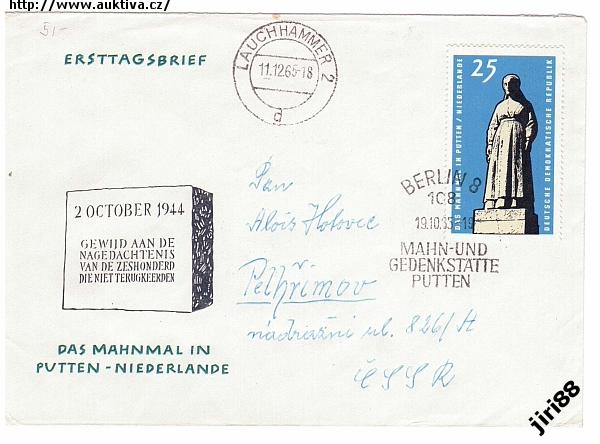 http://www.auktiva.cz/
51-
ERSTTAGSBRIEF
LAUCHHAMMER 2
11.12.65-18
d
25
DAS MAHNMAL IN PUTTEN / NIEDERLANDE
DEUTSCHE DEMOKRATISCHE REPUBLIK
BERLIN 8
108
19.10.65-19
MAHN-UND
GEDENKSTÄTTE
PUTTEN
2 OCTOBER 1944
GEWIJD AAN DE
NAGEDACHTENIS
VAN DE ZESHONDERD
DIE NIET TERUGKEERDEN
Pan
Alois Holovec
Pelhřimov
nádražní ul. 826/H
ČSSR
DAS MAHNMAL IN
PUTTEN - NIEDERLANDE
jiri88